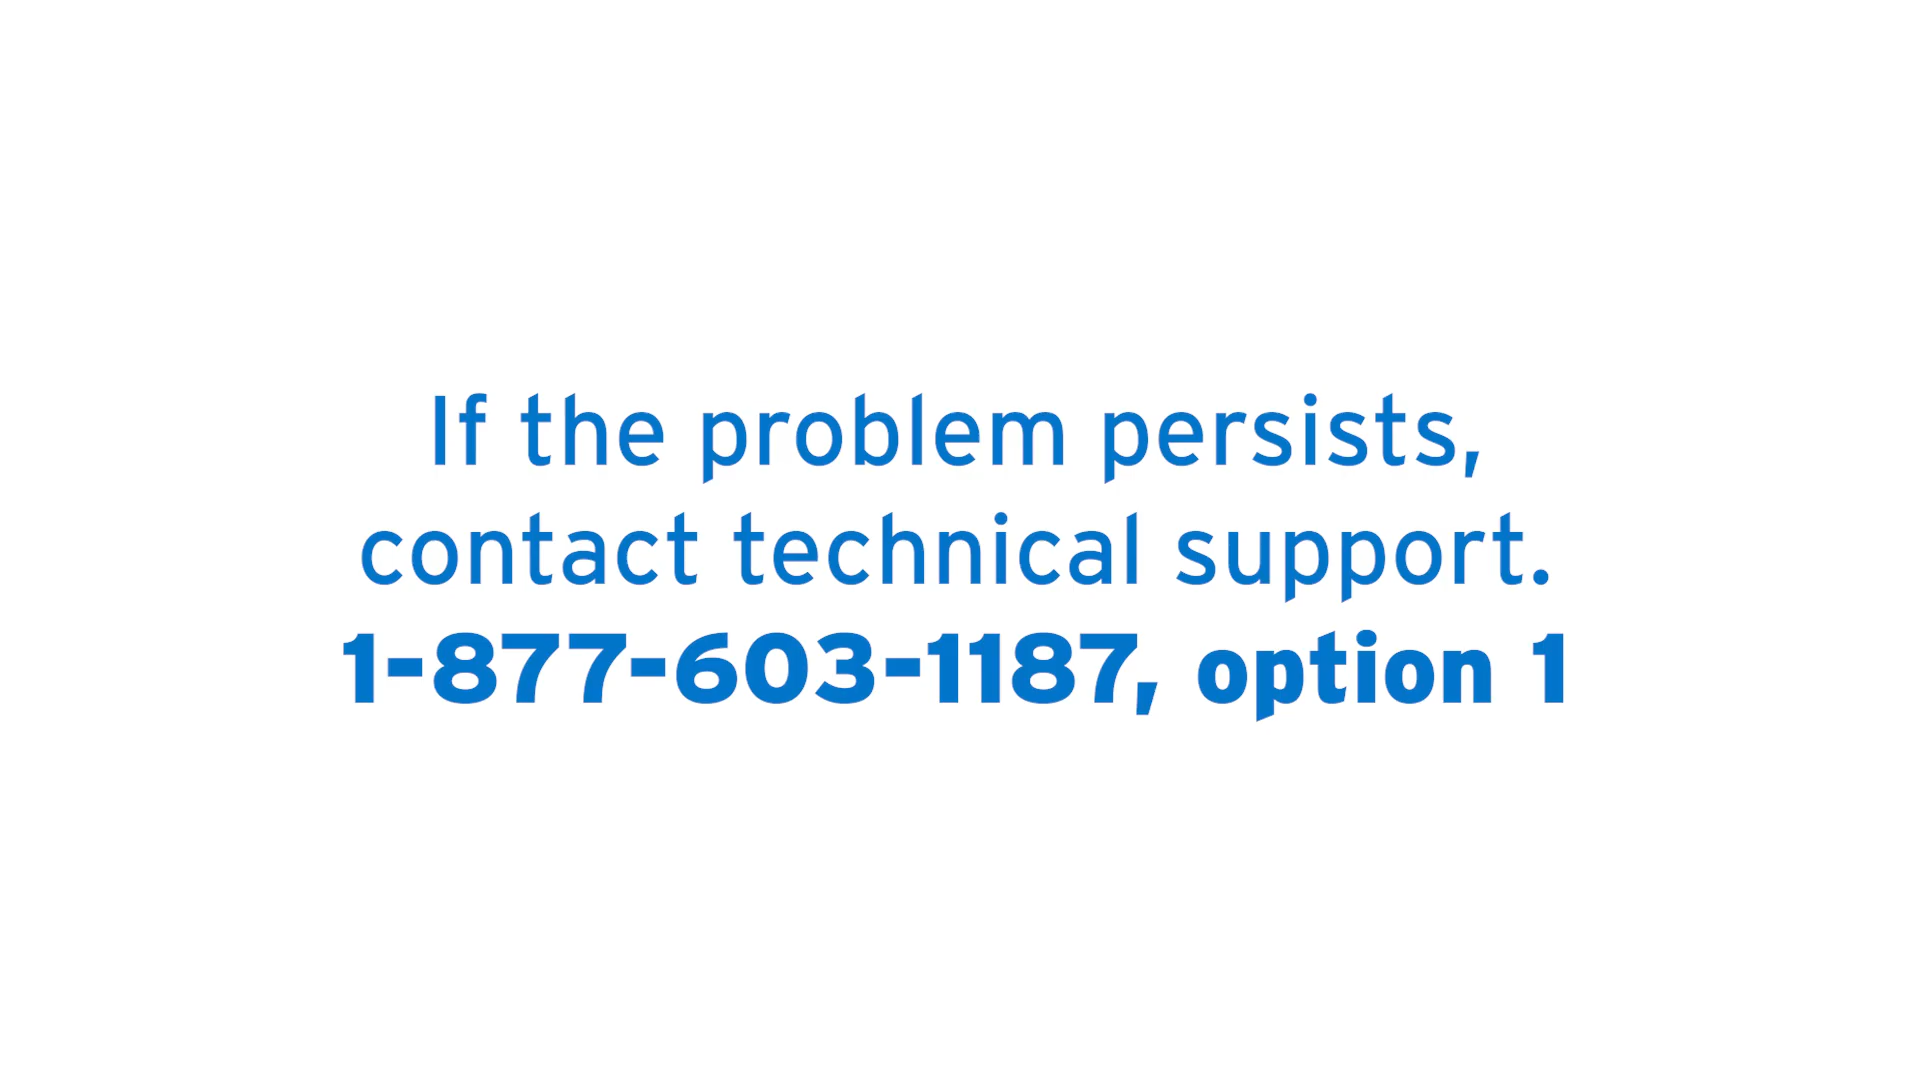 If the problem persists,
contact technical support.
1-877-603-1187, option 1